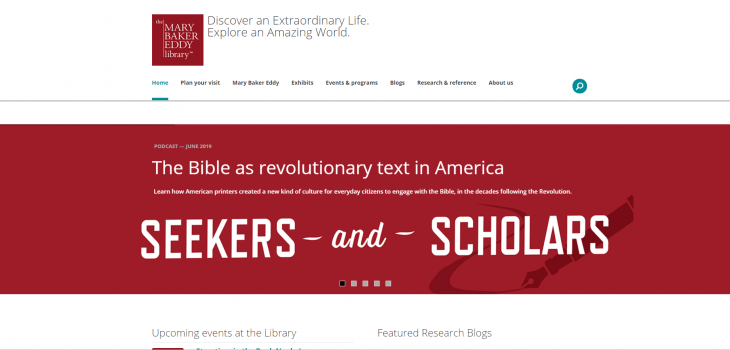 the
MARY
BAKER
EDDY
library™
Discover an Extraordinary Life.
Explore an Amazing World.
Home
Plan your visit
Mary Baker Eddy
Exhibits
Events & programs
Blogs
Research & reference
About us
PODCAST — JUNE 2019
The Bible as revolutionary text in America
Learn how American printers created a new kind of culture for everyday citizens to engage with the Bible, in the decades following the Revolution.
SEEKERS – and – SCHOLARS
Upcoming events at the Library
Featured Research Blogs